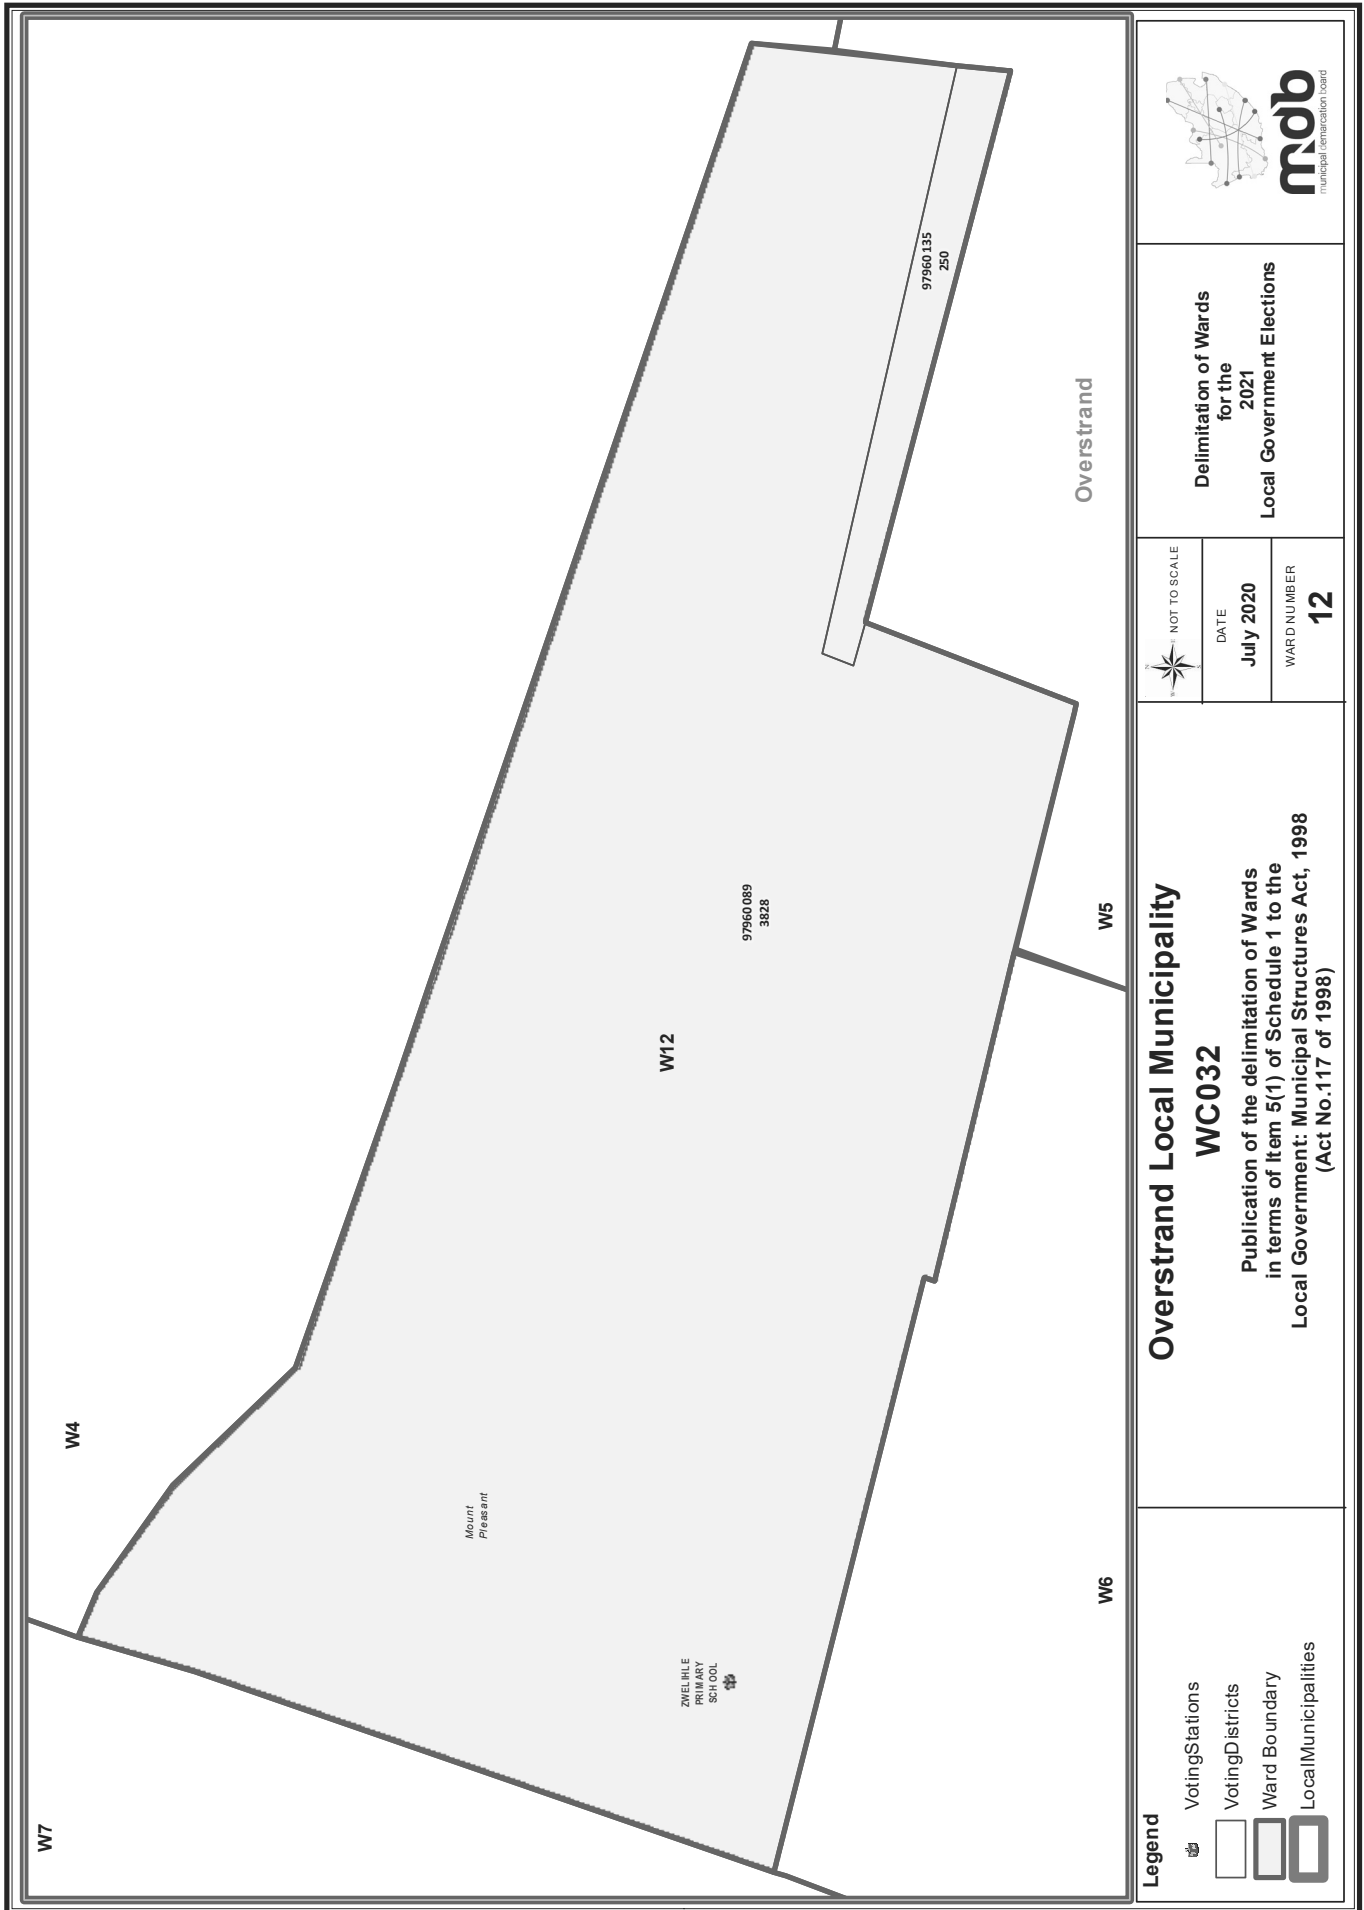 W7
W4
Mount
Pleasant
ZWELIHLE
PRIMARY
SCHOOL
W12
97960089
3828
97960135
250
Overstrand
W6
W5
Legend
VotingStations
VotingDistricts
Ward Boundary
LocalMunicipalities
Overstrand Local Municipality
WC032
Publication of the delimitation of Wards
in terms of Item 5(1) of Schedule 1 to the
Local Government: Municipal Structures Act, 1998
(Act No.117 of 1998)
N
W E
S
NOT TO SCALE
DATE
July 2020
WARD NUMBER
12
Delimitation of Wards
for the
2021
Local Government Elections
mdb
municipal demarcation board